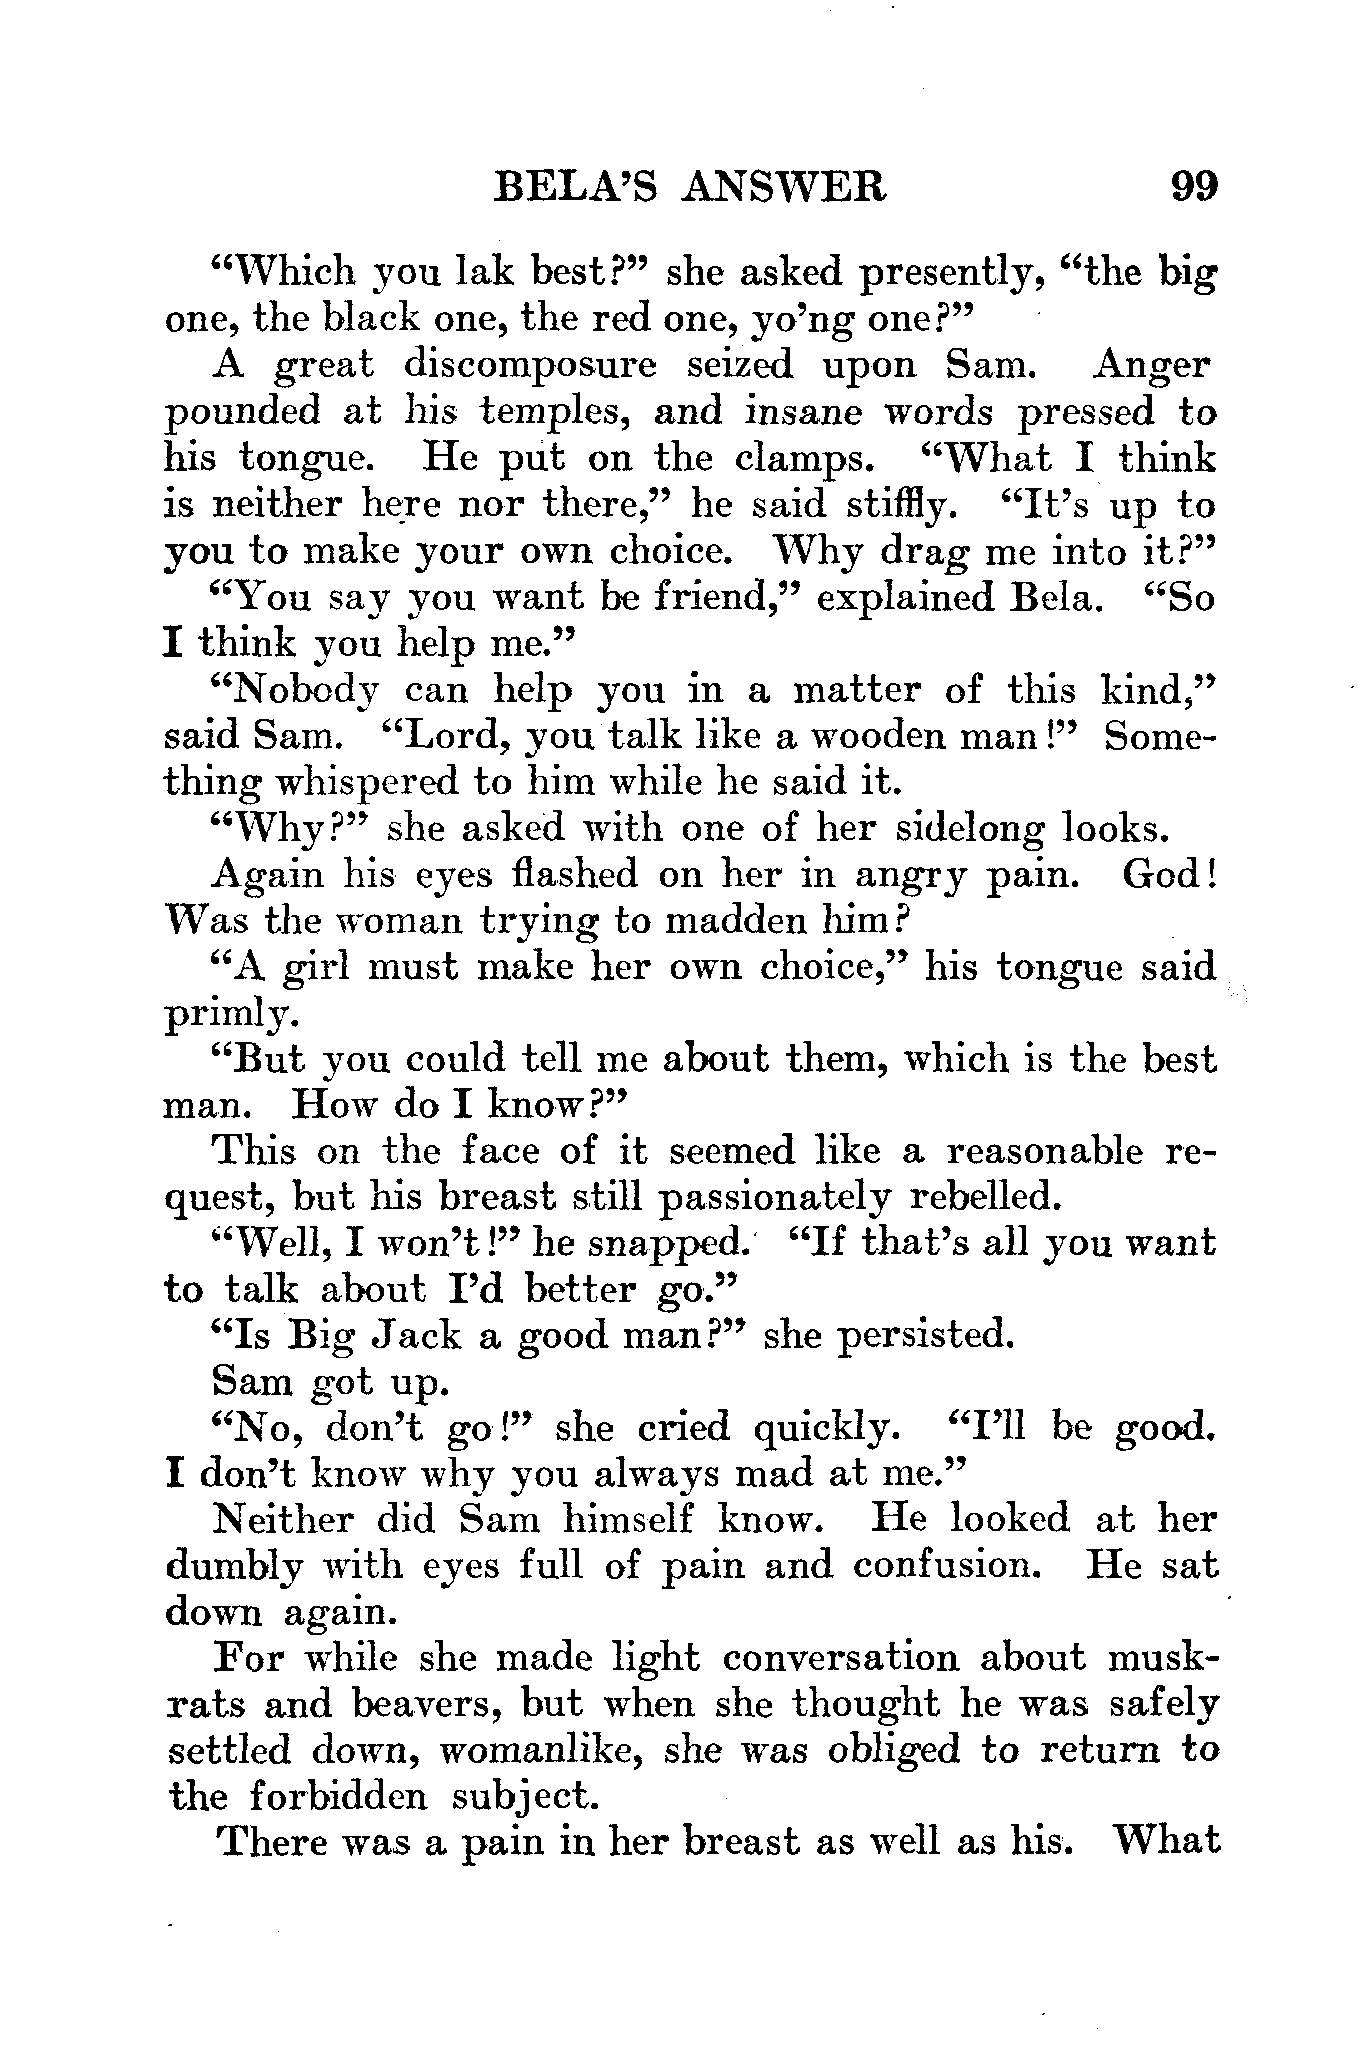 BELA'S ANSWER 99
“Which you lak best?” she asked presently, “the big
one, the black one, the red one, yo'ng one?”
A great discomposure seized upon Sam. Anger
pounded at his temples, and insane words pressed to
his tongue. He put on the clamps. “What I think
is neither here nor there,” he said stiffly. “It's up to
you to make your own choice. Why drag me into it?”
“You say you want be friend,” explained Bela. “So
I think you help me.”
“Nobody can help you in a matter of this kind,”
said Sam. “Lord, you talk like a wooden man!” Some-
thing whispered to him while he said it.
“Why?” she asked with one of her sidelong looks.
Again his eyes flashed on her in angry pain. God!
Was the woman trying to madden him?
“A girl must make her own choice,” his tongue said
primly.
“But you could tell me about them, which is the best
man. How do I know?”
This on the face of it seemed like a reasonable re-
quest, but his breast still passionately rebelled.
“Well, I won't!” he snapped. “If that's all you want
to talk about I'd better go.”
“Is Big Jack a good man?” she persisted.
Sam got up.
“No, don't go!” she cried quickly. “I'll be good.
I don't know why you always mad at me.”
Neither did Sam himself know. He looked at her
dumbly with eyes full of pain and confusion. He sat
down again.
For while she made light conversation about musk-
rats and beavers, but when she thought he was safely
settled down, womanlike, she was obliged to return to
the forbidden subject.
There was a pain in her breast as well as his. What